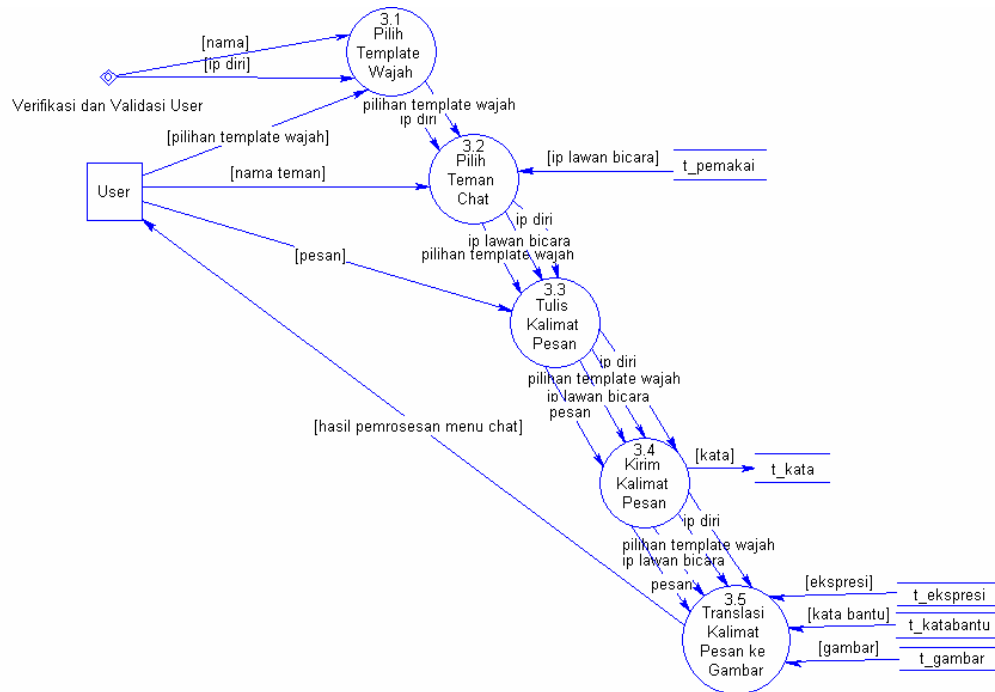 3.1
Pilih
Template
Wajah
[nama]
[ip diri]
Verifikasi dan Validasi User
[pilihan template wajah]
pilihan template wajah
ip diri
3.2
Pilih
Teman
Chat
[ip lawan bicara]
t_pemakai
User
[nama teman]
ip diri
ip lawan bicara
pilihan template wajah
[pesan]
3.3
Tulis
Kalimat
Pesan
ip diri
pilihan template wajah
ip lawan bicara
pesan
[hasil pemrosesan menu chat]
3.4
Kirim
Kalimat
Pesan
[kata]
t_kata
ip diri
pilihan template wajah
ip lawan bicara
pesan
3.5
Translasi
Kalimat
Pesan ke
Gambar
[ekspresi]
t_ekspresi
[kata bantu]
t_katabantu
[gambar]
t_gambar